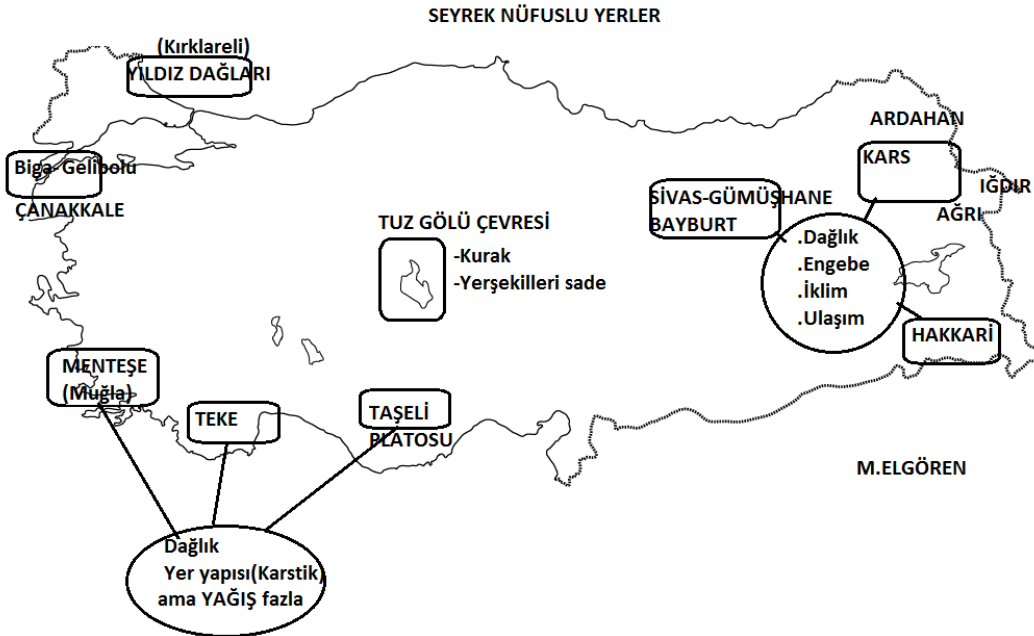 SEYREK NÜFUSLU YERLER
(Kırklareli)
YILDIZ DAĞLARI
Biga-Gelibolu
ÇANAKKALE
ARDAHAN
KARS
IĞDIR
AĞRI
SİVAS-GÜMÜŞHANE
BAYBURT
.Dağlık
.Engebe
.İklim
.Ulaşım
HAKKARİ
TUZ GÖLÜ ÇEVRESİ
-Kurak
-Yerşekilleri sade
MENTEŞE
(Muğla)
TEKE
TAŞELİ
PLATOSU
M.ELGÖREN
Dağlık
Yer yapısı(Karstik)
ama YAĞIŞ fazla